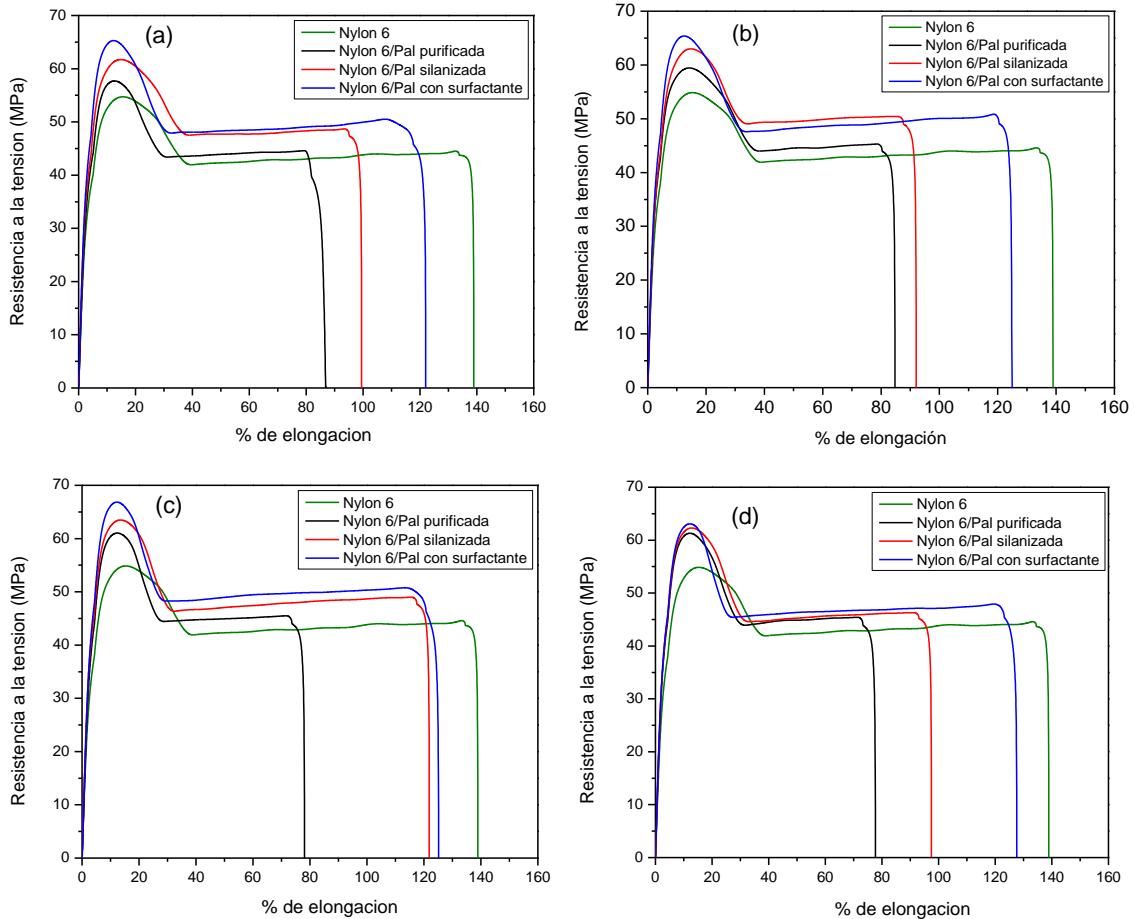 (a)
Nylon 6
Nylon 6/Pal purificada
Nylon 6/Pal silanizada
Nylon 6/Pal con surfactante
Resistencia a la tension (MPa)
70
60
50
40
30
20
10
0
0 20 40 60 80 100 120 140 160
% de elongacion
(b)
Nylon 6
Nylon 6/Pal purificada
Nylon 6/Pal silanizada
Nylon 6/Pal con surfactante
Resistencia a la tension (MPa)
70
60
50
40
30
20
10
0
0 20 40 60 80 100 120 140 160
% de elongación
(c)
Nylon 6
Nylon 6/Pal purificada
Nylon 6/Pal silanizada
Nylon 6/Pal con surfactante
Resistencia a la tension (MPa)
70
60
50
40
30
20
10
0
0 20 40 60 80 100 120 140 160
% de elongacion
(d)
Nylon 6
Nylon 6/Pal purificada
Nylon 6/Pal silanizada
Nylon 6/Pal con surfactante
Resistencia a la tension (MPa)
70
60
50
40
30
20
10
0
0 20 40 60 80 100 120 140 160
% de elongacion